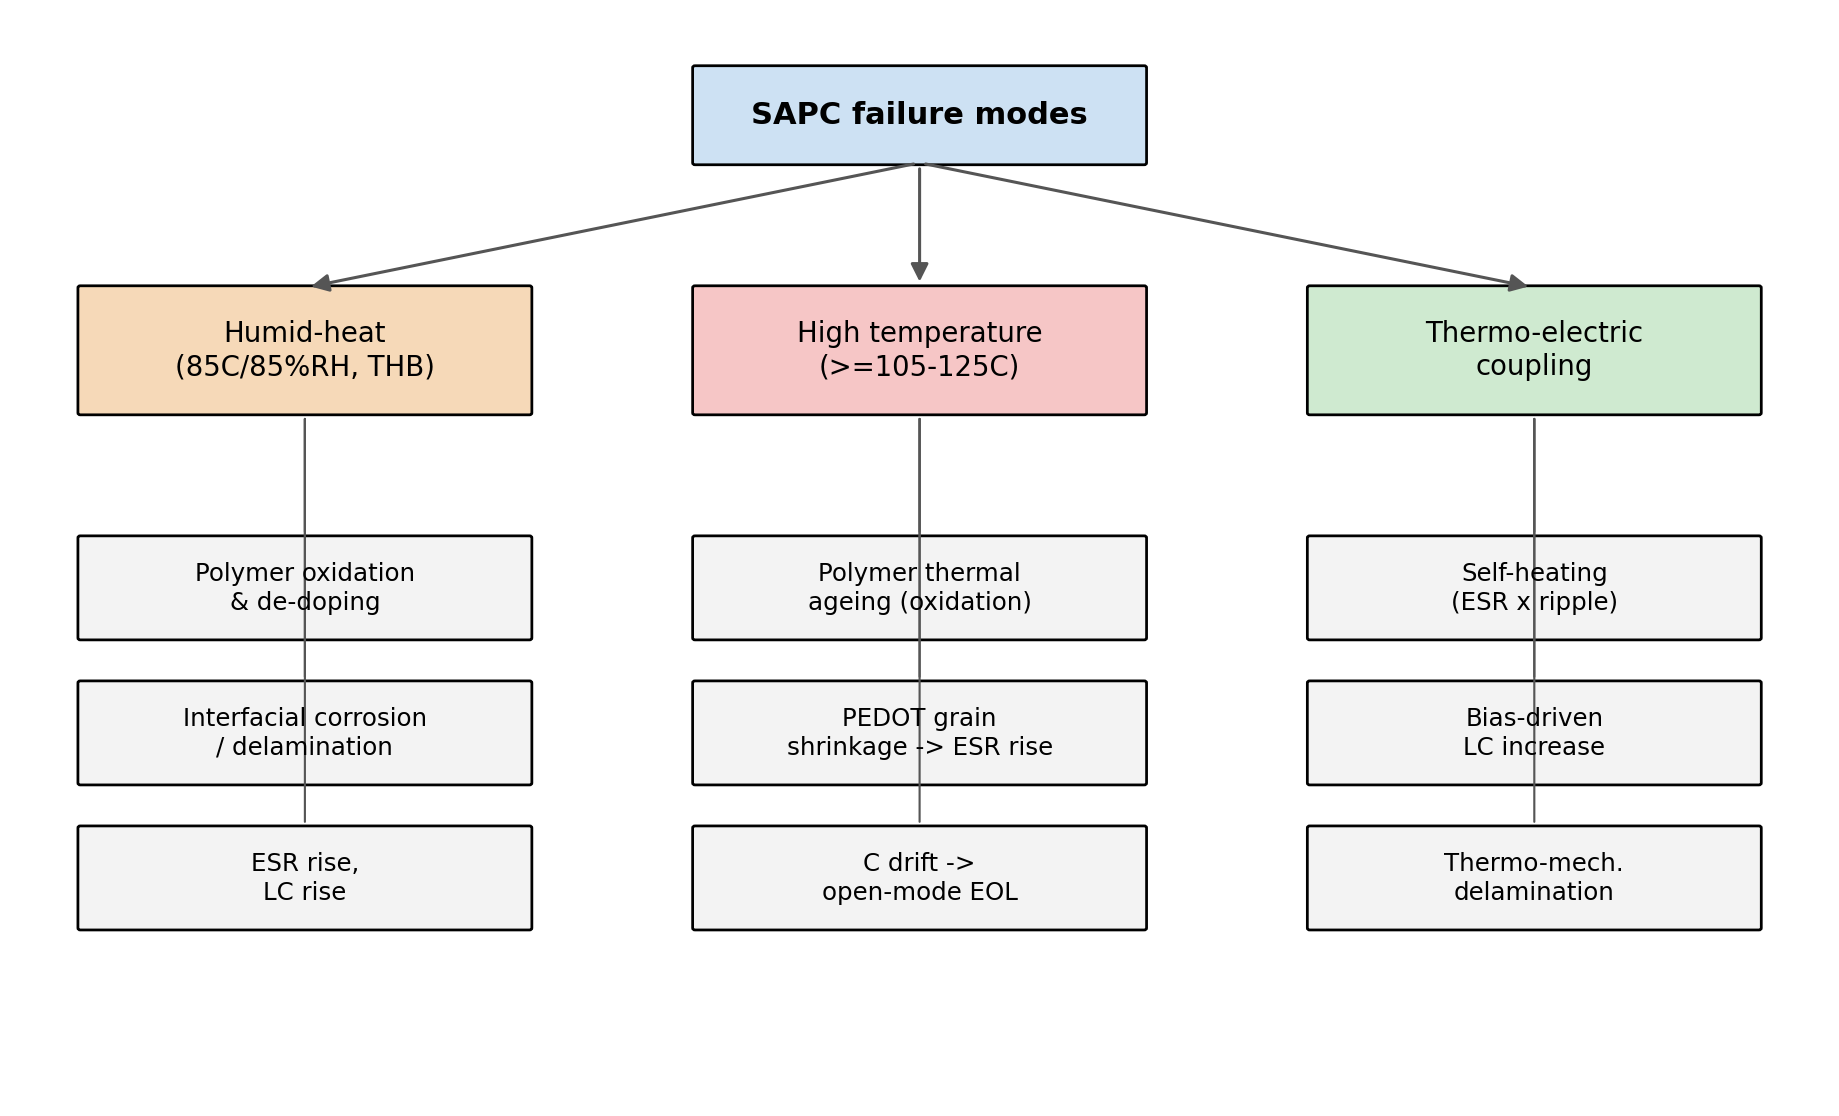 SAPC failure modes
Humid-heat
(85C/85%RH, THB)
High temperature
(>=105-125C)
Thermo-electric
coupling
Polymer oxidation
& de-doping
Polymer thermal
ageing (oxidation)
Self-heating
(ESR x ripple)
Interfacial corrosion
/ delamination
PEDOT grain
shrinkage -> ESR rise
Bias-driven
LC increase
ESR rise,
LC rise
C drift ->
open-mode EOL
Thermo-mech.
delamination